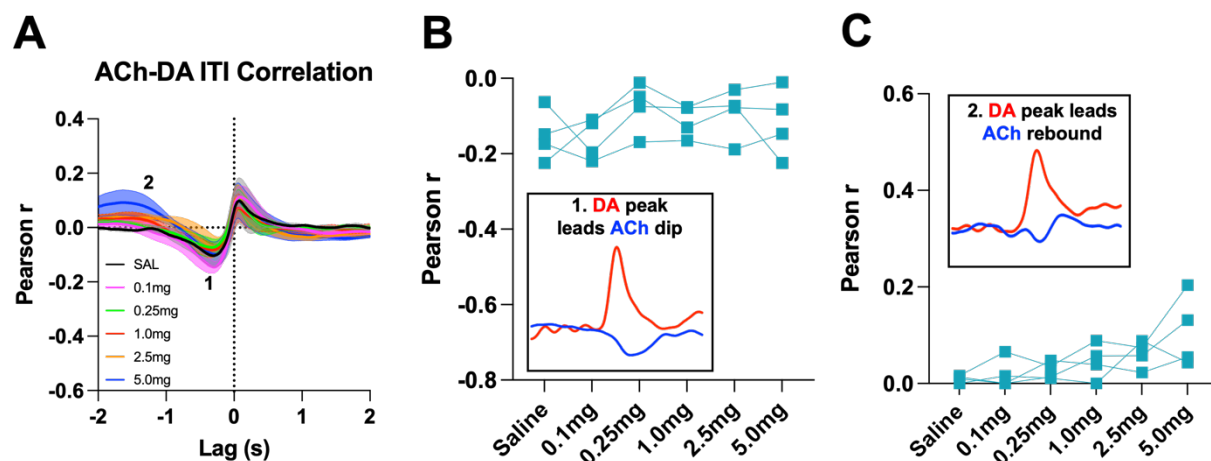 A
ACh-DA ITI Correlation
Pearson r
0.4
0.2
0.0
-0.2
-0.4
-0.6
2
1
SAL
0.1mg
0.25mg
1.0mg
2.5mg
5.0mg
-2
-1
0
1
2
Lag (s)
B
Pearson r
0.0
-0.2
-0.4
-0.6
-0.8
1. DA peak
leads ACh dip
Saline
0.1mg
0.25mg
1.0mg
2.5mg
5.0mg
C
Pearson r
0.6
0.4
0.2
0.0
2. DA peak leads
ACh rebound
Saline
0.1mg
0.25mg
1.0mg
2.5mg
5.0mg